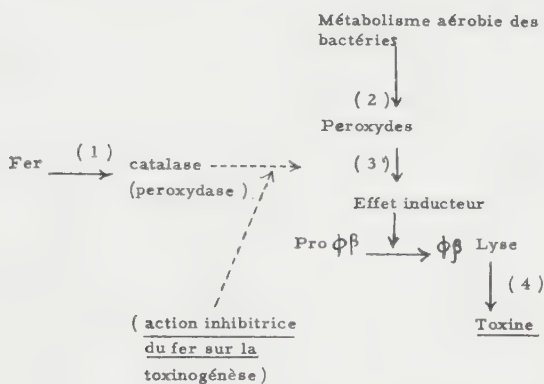 Métabolisme aérobie des
bactéries
( 2 )
Peroxydes
Fer
( 1 )
catalase
(peroxydase )
( 3 )
Effet inducteur
Pro ϕβ
ϕβ Lyse
( 4 )
Toxine
( action inhibitrice
du fer sur la
toxinogénèse )